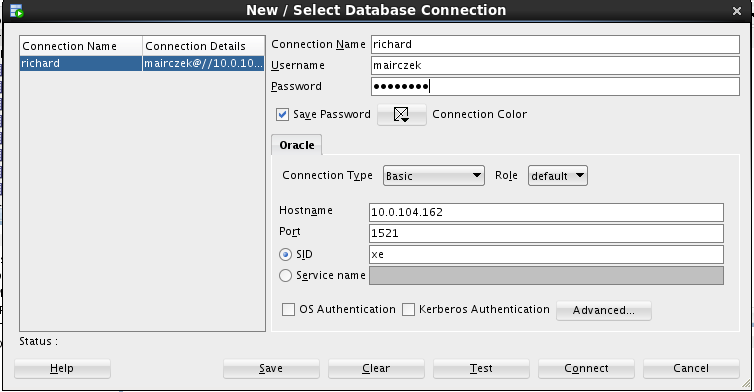 New / Select Database Connection
Connection Name Connection Details
richard mairczek@//10.0.10...
Connection Name richard
Username mairczek
Password ••••••••
Save Password Connection Color
Oracle
Connection Type Basic Role default
Hostname 10.0.104.162
Port 1521
SID xe
Service name
OS Authentication Kerberos Authentication Advanced...
Status :
Help Save Clear Test Connect Cancel